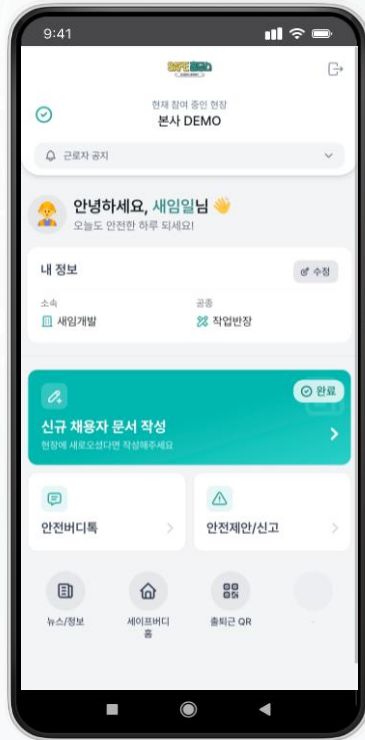 9:41
현재 참여 중인 현장
본사 DEMO
근로자 공지
안녕하세요, 새임일님 👋
오늘도 안전한 하루 되세요!
내 정보
수정
소속
공종
새임개발
작업반장
완료
신규 채용자 문서 작성
현장에 새로오셨다면 작성해주세요
안전버디톡
안전제안/신고
뉴스/정보
세이프버디
홈
출퇴근 QR